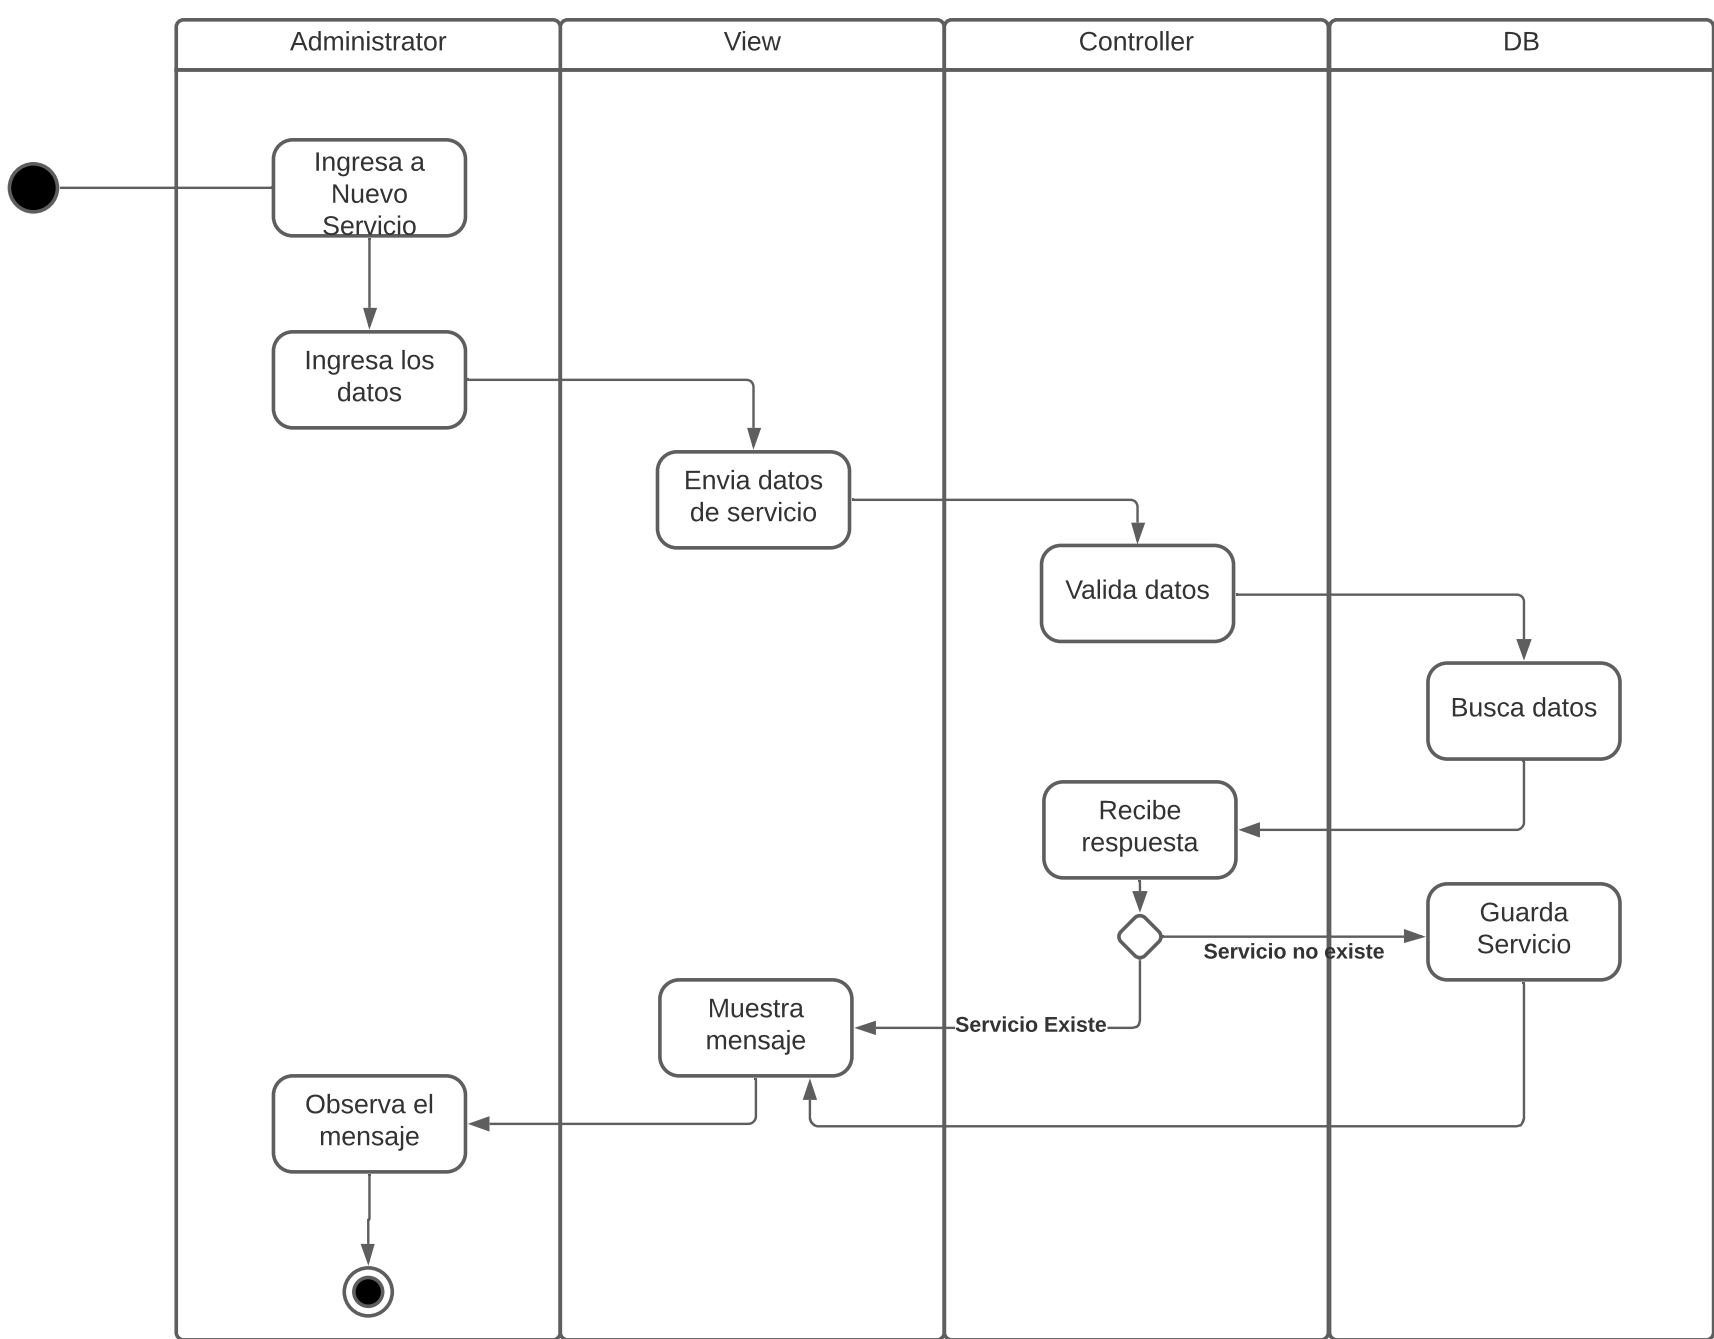 Administrator
View
Controller
DB
Ingresa a
Nuevo
Servicio
Ingresa los
datos
Envia datos
de servicio
Valida datos
Busca datos
Recibe
respuesta
Guarda
Servicio
Servicio no existe
Muestra
mensaje
Servicio Existe
Observa el
mensaje